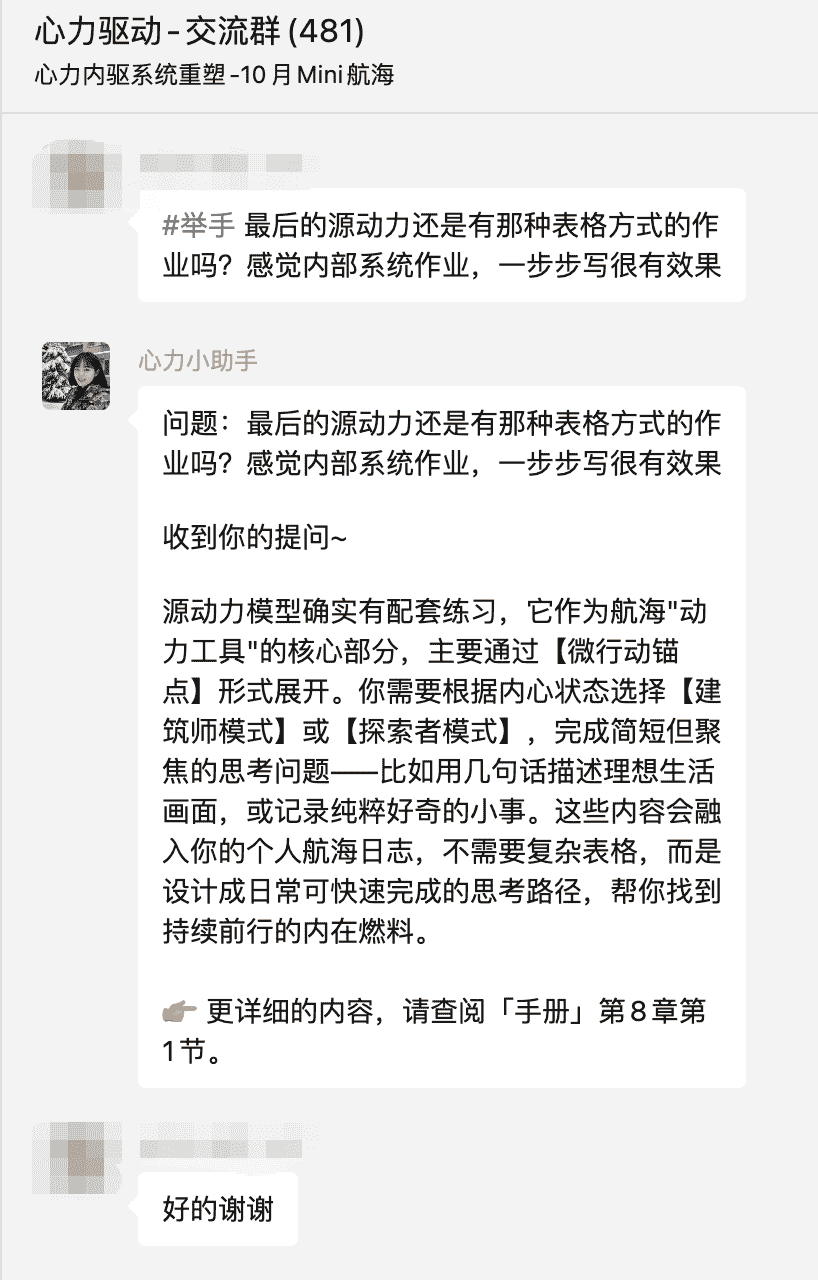 心力驱动-交流群(481)
心力内驱系统重塑-10月Mini航海
#举手 最后的源动力还是有那种表格方式的作
业吗？感觉内部系统作业，一步步写很有效果
心力小助手
问题：最后的源动力还是有那种表格方式的作
业吗？感觉内部系统作业，一步步写很有效果
收到你的提问~
源动力模型确实有配套练习，它作为航海"动
力工具"的核心部分，主要通过【微行动锚
点】形式展开。你需要根据内心状态选择【建
筑师模式】或【探索者模式】，完成简短但聚
焦的思考问题——比如用几句话描述理想生活
画面，或记录纯粹好奇的小事。这些内容会融
入你的个人航海日志，不需要复杂表格，而是
设计成日常可快速完成的思考路径，帮你找到
持续前行的内在燃料。
👉 更详细的内容，请查阅「手册」第8章第
1节。
好的谢谢